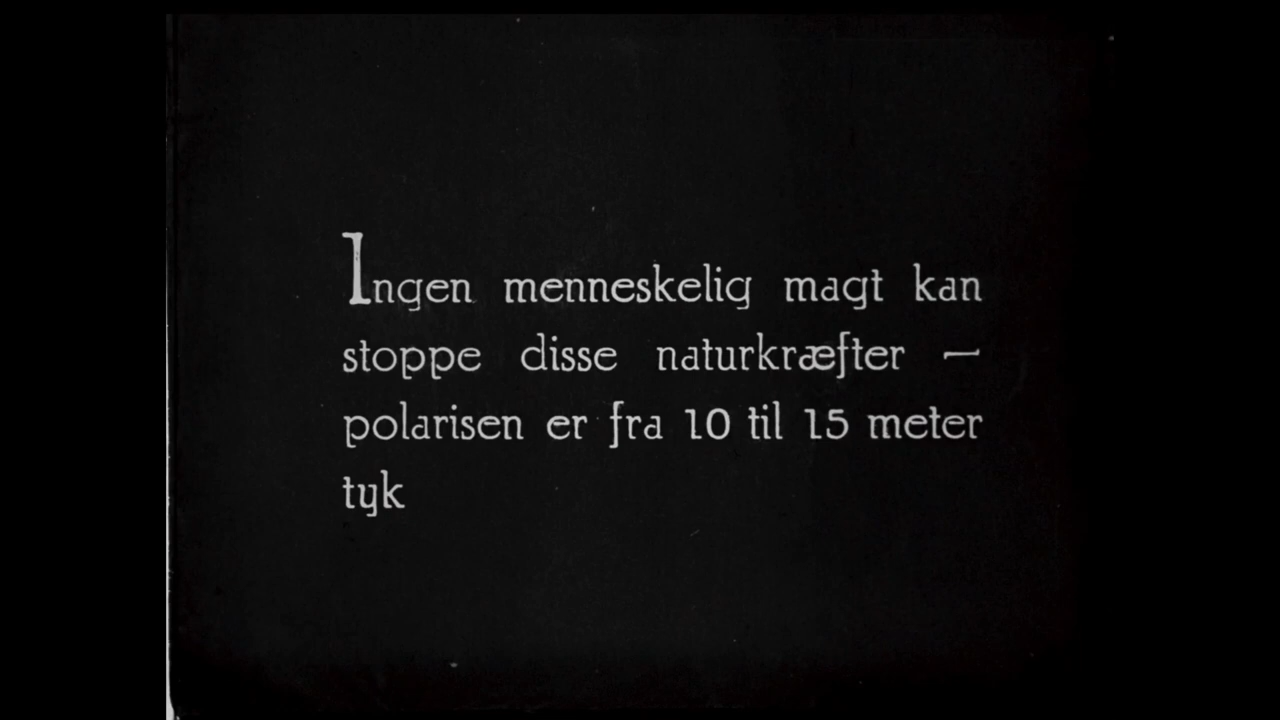 Ingen menneskelig magt kan
stoppe disse naturkræfter —
polarisen er fra 10 til 15 meter
tyk